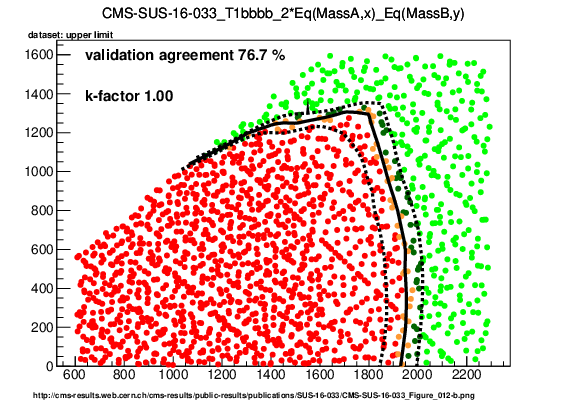 CMS-SUS-16-033_T1bbbb_2*Eq(MassA,x)_Eq(MassB,y)
dataset: upper limit
validation agreement 76.7 %
k-factor 1.00
1600
1400
1200
1000
800
600
400
200
0
600 800 1000 1200 1400 1600 1800 2000 2200
http://cms-results.web.cern.ch/cms-results/public-results/publications/SUS-16-033/CMS-SUS-16-033_Figure_012-b.png